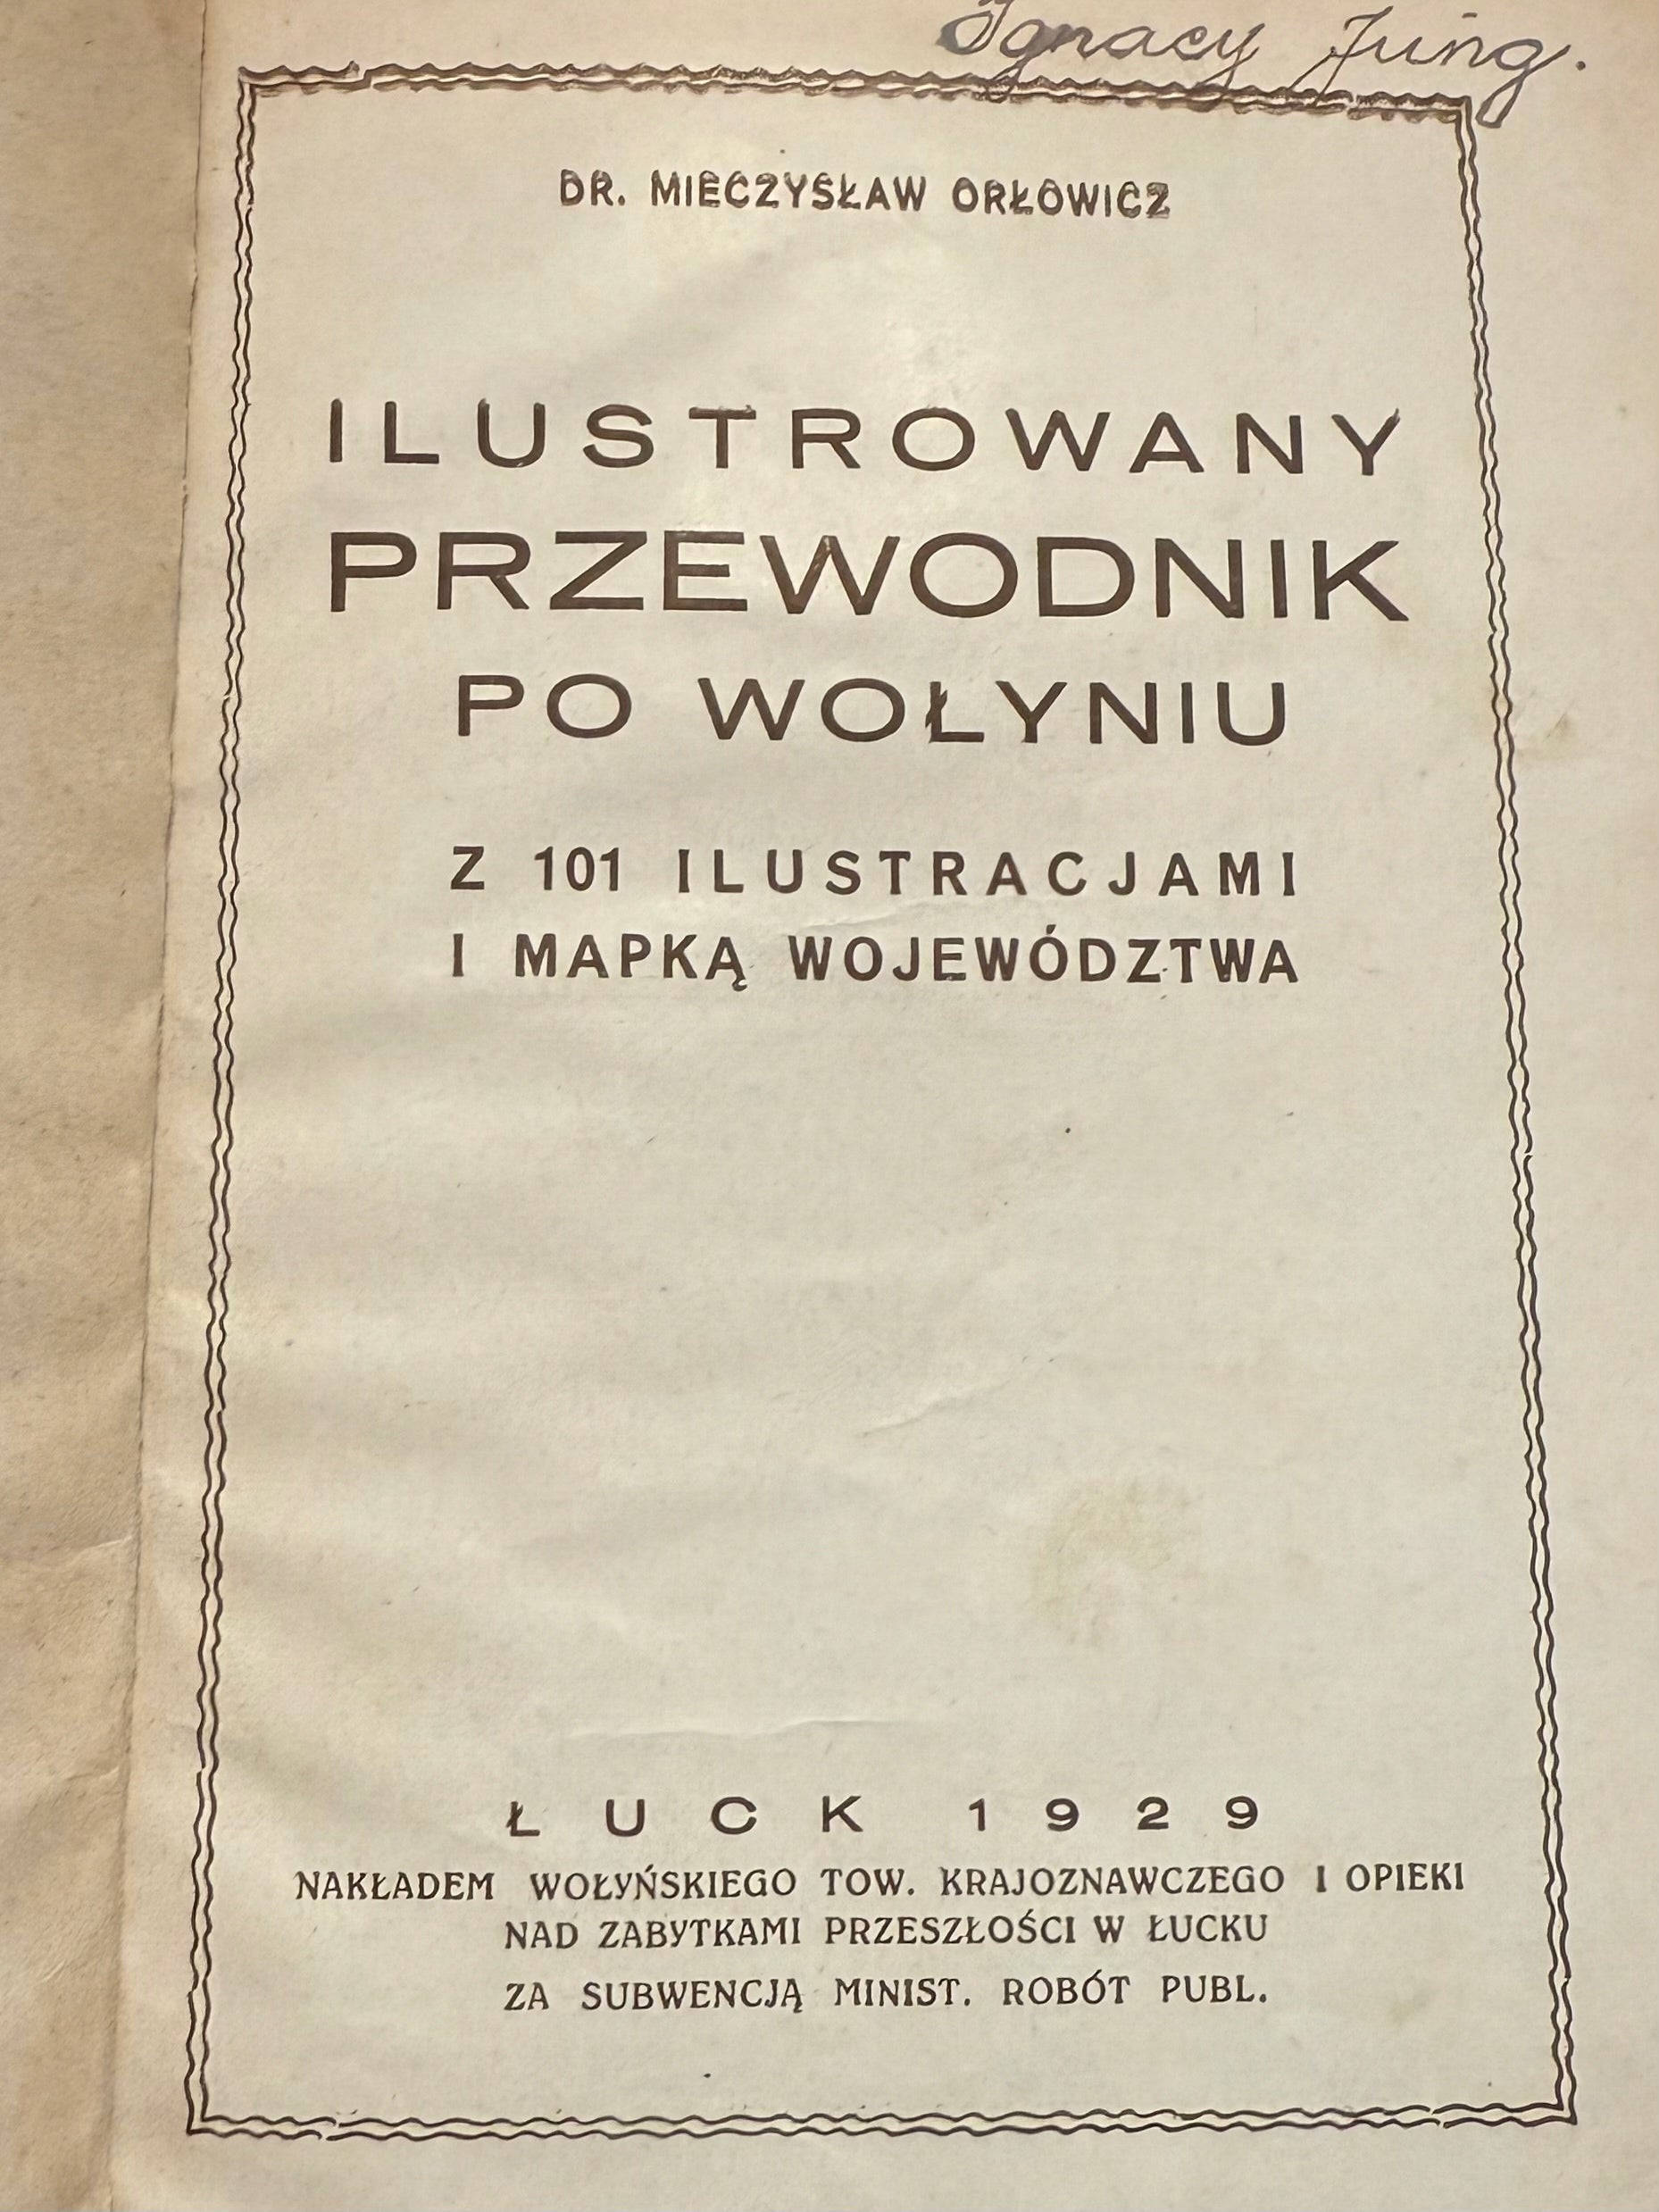 Ignacy Jung.
DR. MIECZYSŁAW ORŁOWICZ
ILUSTROWANY
PRZEWODNIK
PO WOŁYNIU
Z 101 ILUSTRACJAMI
I MAPKĄ WOJEWÓDZTWA
ŁUCK 1929
NAKŁADEM WOŁYŃSKIEGO TOW. KRAJOZNAWCZEGO I OPIEKI
NAD ZABYTKAMI PRZESZŁOŚCI W ŁUCKU
ZA SUBWENCJĄ MINIST. ROBÓT PUBL.